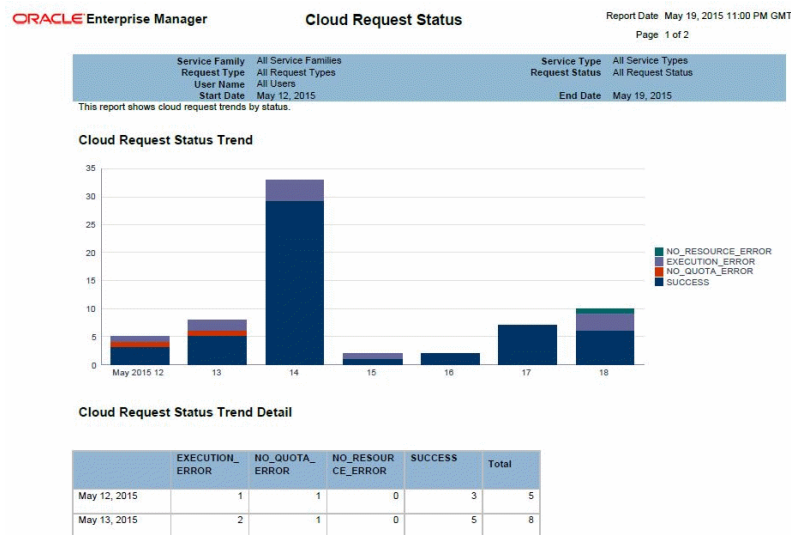 ORACLE Enterprise Manager
Cloud Request Status
Report Date May 19, 2015 11:00 PM GMT
Page 1 of 2
Service Family All Service Families Service Type All Service Types
Request Type All Request Types Request Status All Request Status
User Name All Users
Start Date May 12, 2015 End Date May 19, 2015
This report shows cloud request trends by status.
Cloud Request Status Trend
35
30
25
20
15
10
5
0
May 2015 12 13 14 15 16 17 18
NO_RESOURCE_ERROR
EXECUTION_ERROR
NO_QUOTA_ERROR
SUCCESS
Cloud Request Status Trend Detail
EXECUTION_ NO_QUOTA_ NO_RESOUR SUCCESS Total
ERROR ERROR CE_ERROR
May 12, 2015 1 1 0 3 5
May 13, 2015 2 1 0 5 8